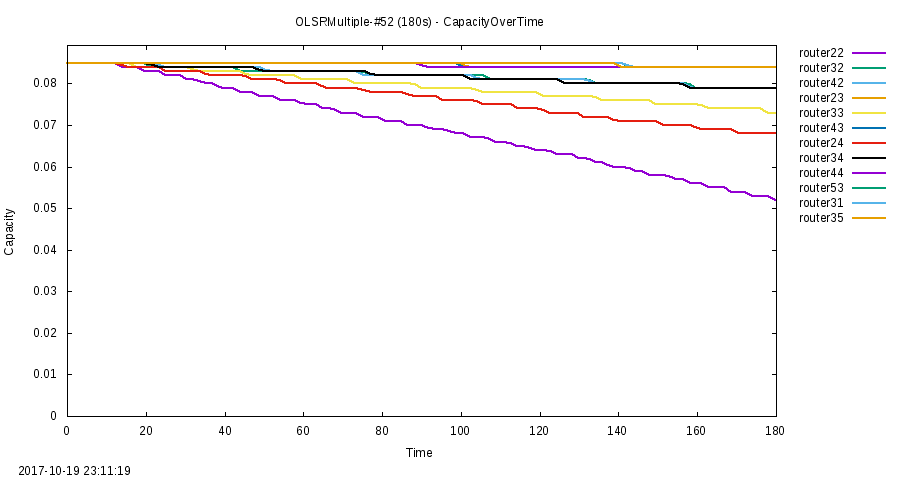 OLSRMultiple-#52 (180s) - CapacityOverTime
router22
router32
router42
router23
router33
router43
router24
router34
router44
router53
router31
router35
0.08
0.07
0.06
0.05
0.04
0.03
0.02
0.01
0
Capacity
0 20 40 60 80 100 120 140 160 180
Time
2017-10-19 23:11:19